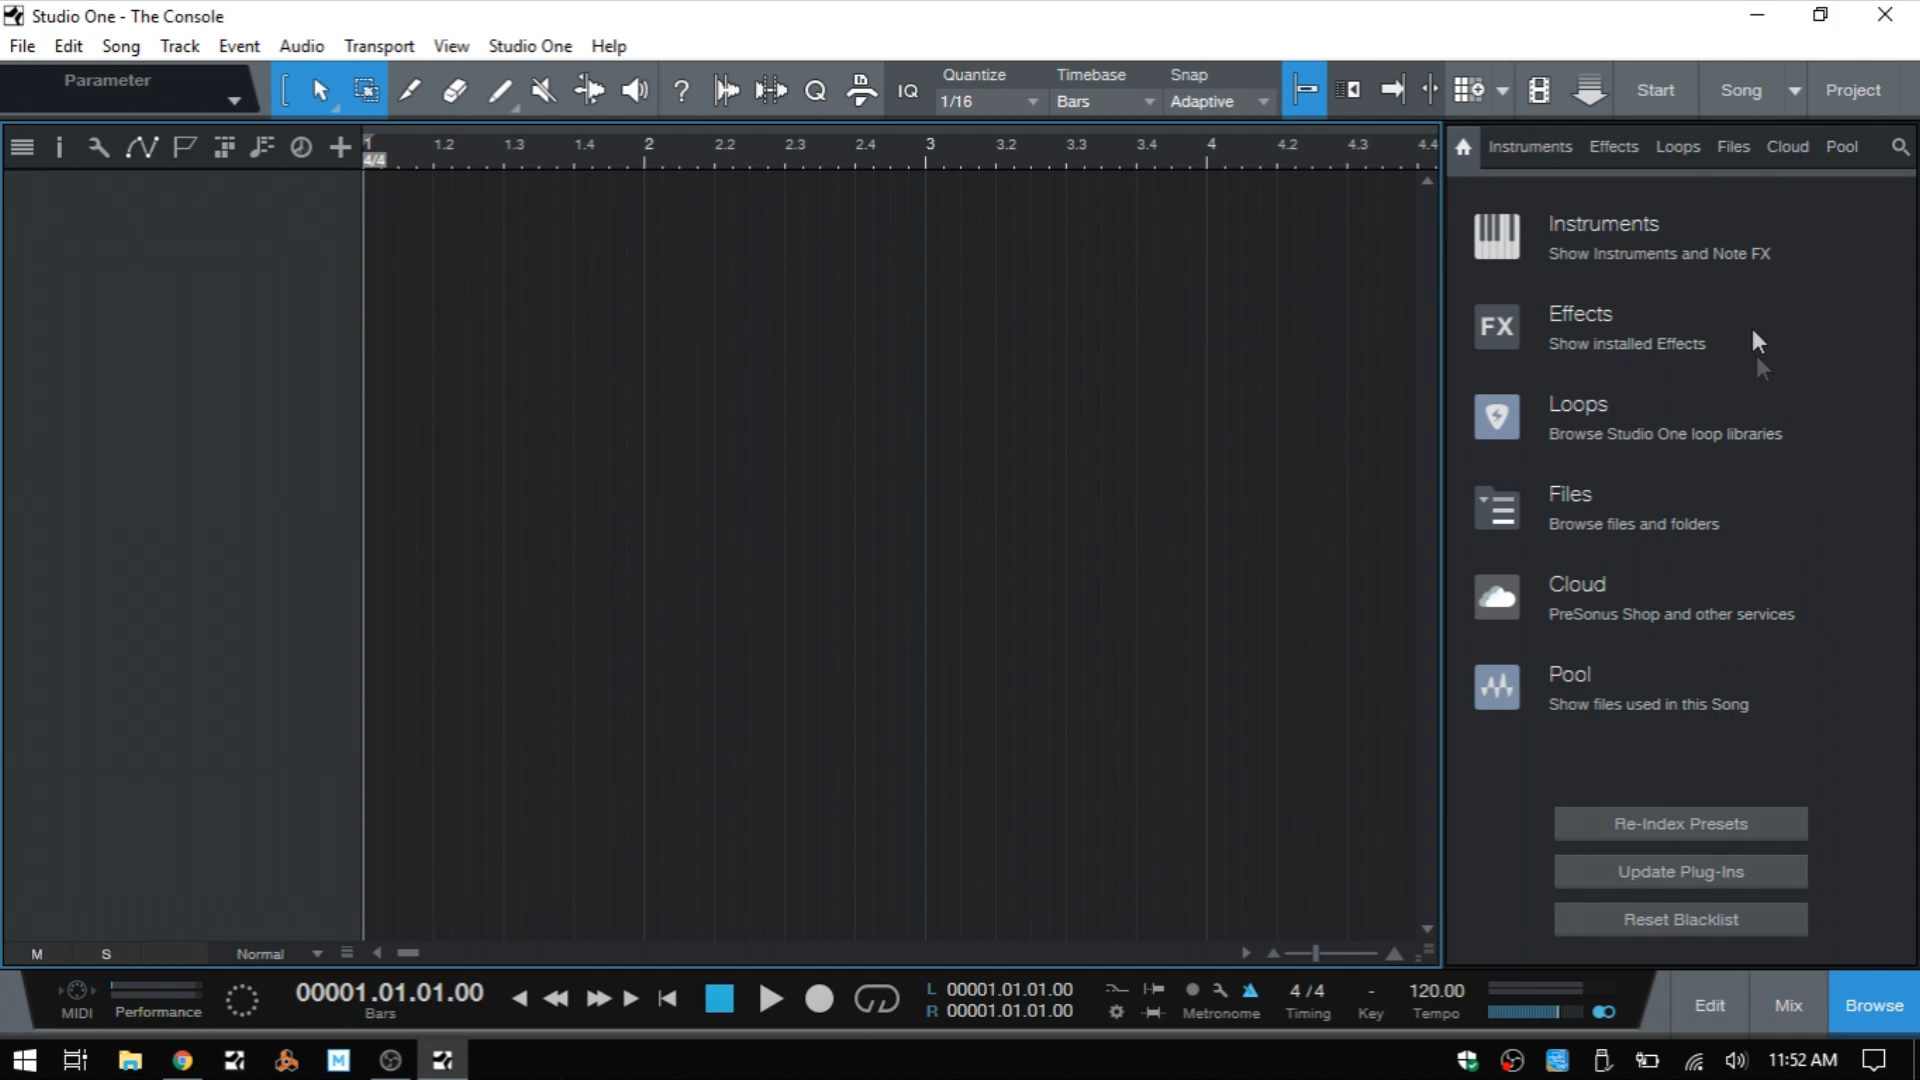 Studio One - The Console
File Edit Song Track Event Audio Transport View Studio One Help
Parameter
? Q IQ
Quantize Timebase Snap
1/16 Bars Adaptive
Start Song Project
1 1.2 1.3 1.4 2 2.2 2.3 2.4 3 3.2 3.3 3.4 4 4.2 4.3 4.4
4/4
Instruments Effects Loops Files Cloud Pool
Instruments
Show Instruments and Note FX
FX
Effects
Show installed Effects
Loops
Browse Studio One loop libraries
Files
Browse files and folders
Cloud
PreSonus Shop and other services
Pool
Show files used in this Song
Re-Index Presets
Update Plug-Ins
Reset Blacklist
M S Normal
MIDI Performance
00001.01.01.00
Bars
L 00001.01.01.00
R 00001.01.01.00
Metronome
4 / 4
Timing
-
Key
120.00
Tempo
Edit Mix Browse
M
11:52 AM